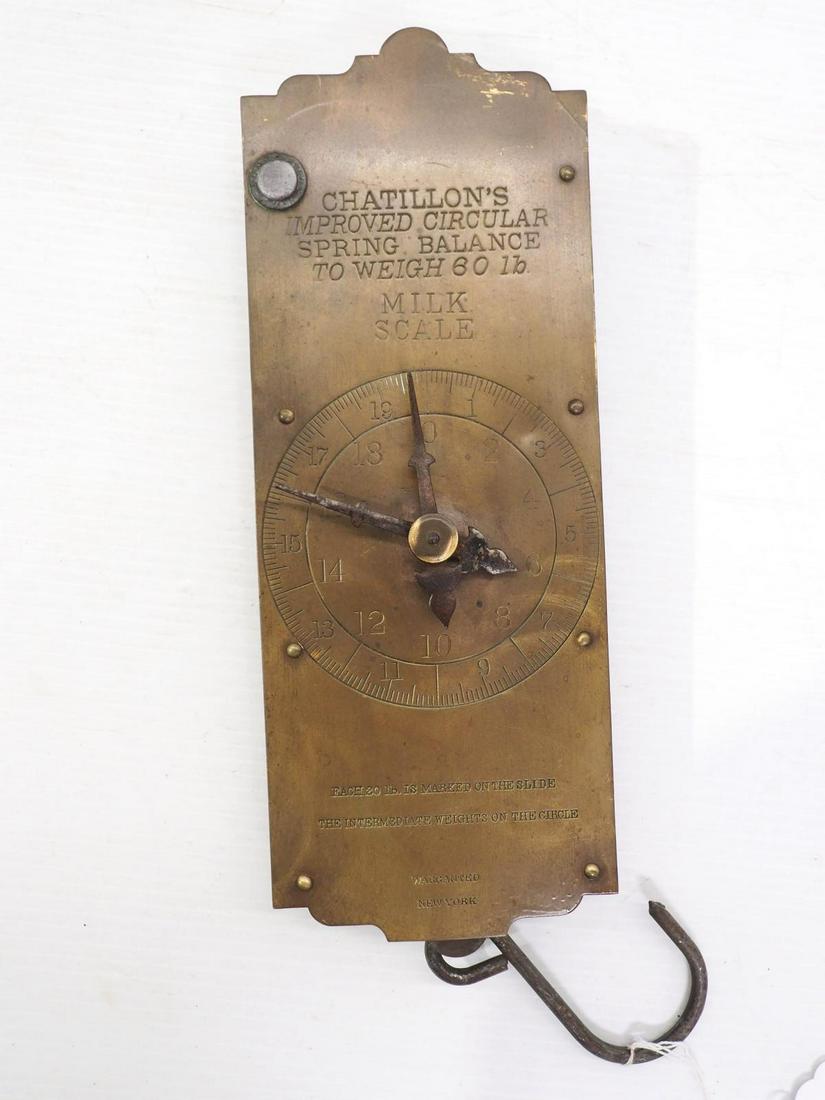 CHATILLON'S
IMPROVED CIRCULAR
SPRING BALANCE
TO WEIGH 60 lb.
MILK
SCALE
0
1
2
3
4
5
6
7
8
9
10
11
12
13
14
15
17
18
19
EACH 20 lb. IS MARKED ON THE SLIDE
THE INTERMEDIATE WEIGHTS ON THE CIRCLE
WARRANTED
NEW YORK